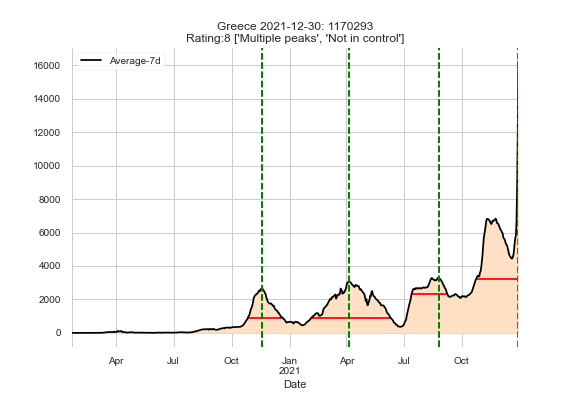 Greece 2021-12-30: 1170293
Rating:8 ['Multiple peaks', 'Not in control']
Average-7d
16000
14000
12000
10000
8000
6000
4000
2000
0
Apr Jul Oct Jan Apr Jul Oct
2021
Date